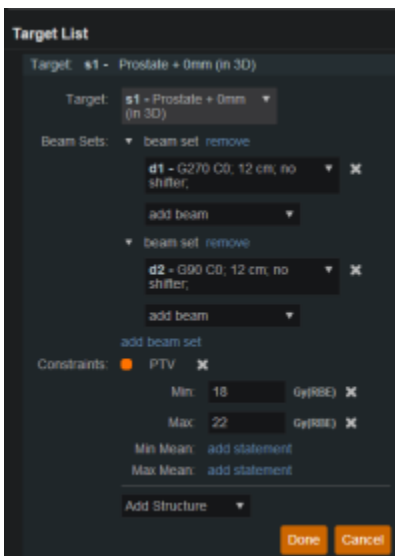 Target List
Target: s1 - Prostate + 0mm (in 3D)
Target: s1 - Prostate + 0mm
(in 3D)
Beam Sets: beam set remove
d1 - G270 C0; 12 cm; no
shifter;
add beam
beam set remove
d2 - G90 C0; 12 cm; no
shifter;
add beam
add beam set
Constraints: PTV
Min: 18 Gy(RBE)
Max: 22 Gy(RBE)
Min Mean: add statement
Max Mean: add statement
Add Structure
Done Cancel